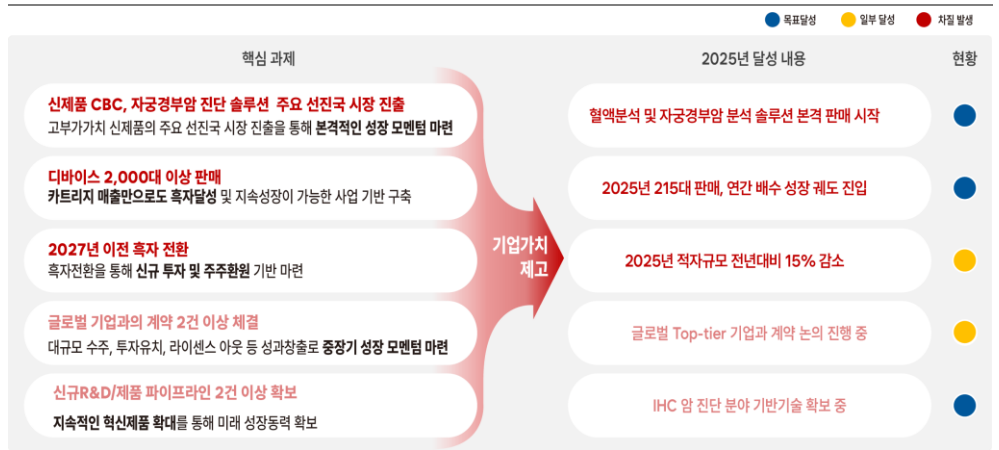 목표달성 일부 달성 차질 발생
핵심 과제 2025년 달성 내용 현황
신제품 CBC, 자궁경부암 진단 솔루션 주요 선진국 시장 진출
고부가가치 신제품의 주요 선진국 시장 진출을 통해 본격적인 성장 모멘텀 마련
혈액분석 및 자궁경부암 분석 솔루션 본격 판매 시작
디바이스 2,000대 이상 판매
카트리지 매출만으로도 흑자달성 및 지속성장이 가능한 사업 기반 구축
2025년 215대 판매, 연간 배수 성장 궤도 진입
2027년 이전 흑자 전환
흑자전환을 통해 신규 투자 및 주주환원 기반 마련
기업가치
제고
2025년 적자규모 전년대비 15% 감소
글로벌 기업과의 계약 2건 이상 체결
대규모 수주, 투자유치, 라이센스 아웃 등 성과창출로 중장기 성장 모멘텀 마련
글로벌 Top-tier 기업과 계약 논의 진행 중
신규R&D/제품 파이프라인 2건 이상 확보
지속적인 혁신제품 확대를 통해 미래 성장동력 확보
IHC 암 진단 분야 기반기술 확보 중